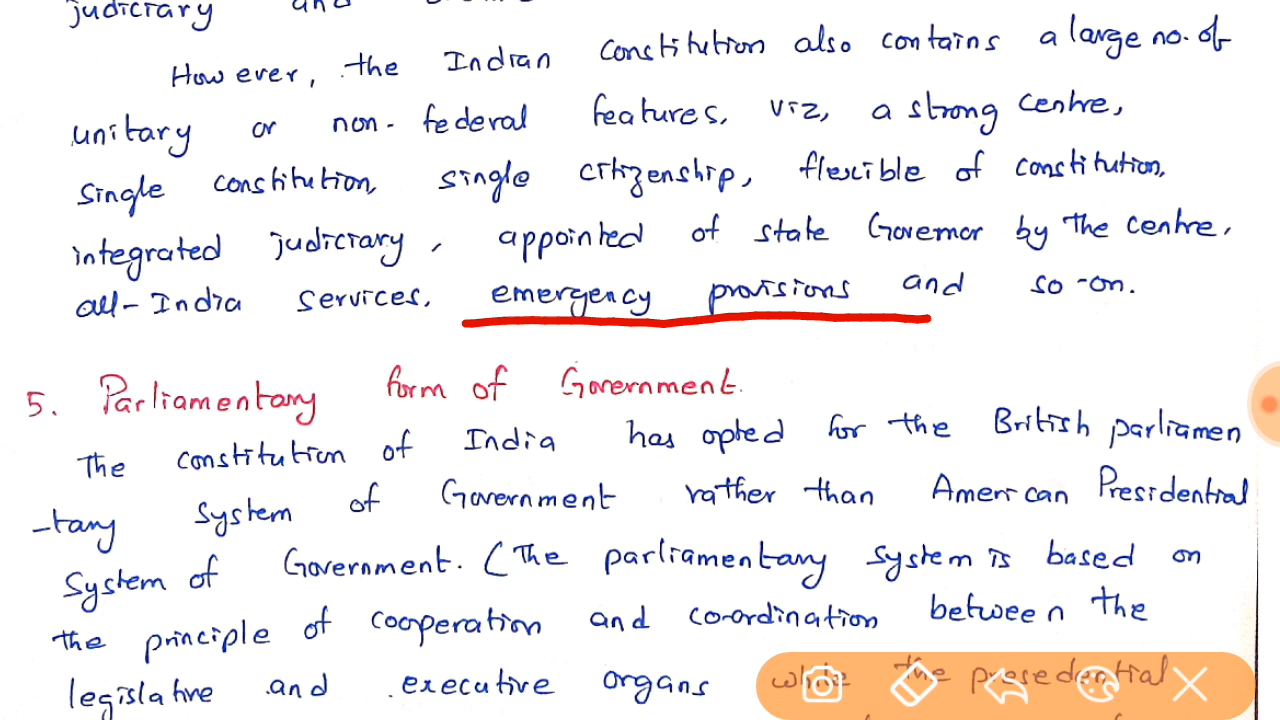 judiciary and
However, the Indian Constitution also contains a large no. of
unitary or non-federal features, viz, a strong centre,
Single constitution, single citizenship, flexible of constitution,
integrated judiciary, appointed of state Governor by the centre,
all-India services, emergency provisions and so-on.
5. Parliamentary form of Government.
The constitution of India has opted for the British parliamen
-tary system of Government rather than American Presidential
System of Government. (The parliamentary system is based on
the principle of cooperation and co-ordination between the
legislative and executive organs while the presedential